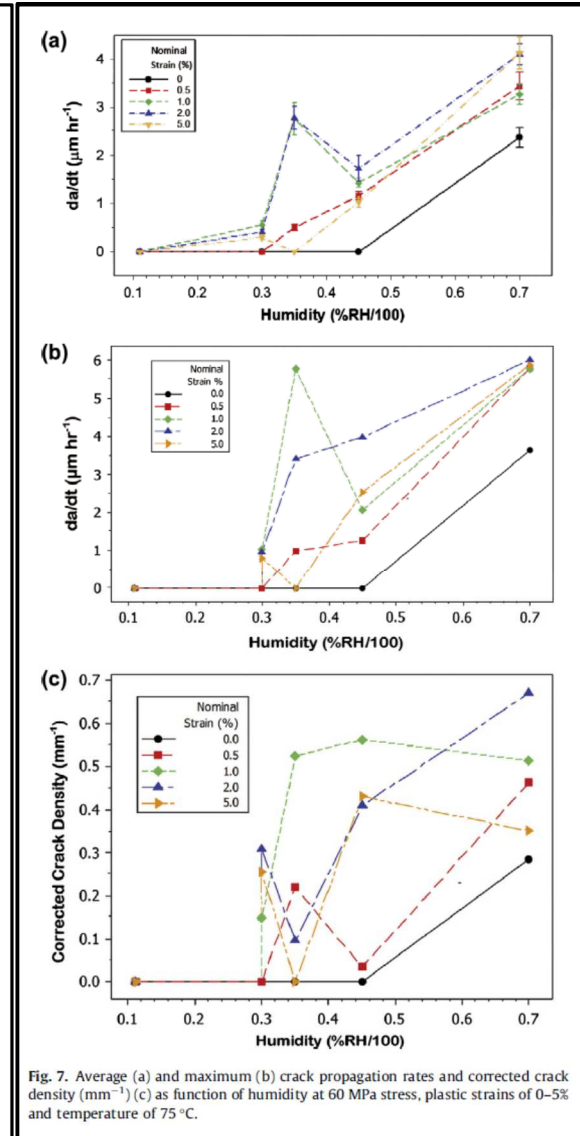 (a)
Nominal
Strain (%)
0
0.5
1.0
2.0
5.0
4
3
2
1
0
da/dt (μm hr⁻¹)
0.1 0.2 0.3 0.4 0.5 0.6 0.7
Humidity (%RH/100)
(b)
Nominal
Strain %
0.0
0.5
1.0
2.0
5.0
6
5
4
3
2
1
0
da/dt (μm hr⁻¹)
0.1 0.2 0.3 0.4 0.5 0.6 0.7
Humidity (%RH/100)
(c)
Nominal
Strain (%)
0.0
0.5
1.0
2.0
5.0
0.7
0.6
0.5
0.4
0.3
0.2
0.1
0.0
Corrected Crack Density (mm⁻¹)
0.1 0.2 0.3 0.4 0.5 0.6 0.7
Humidity (%RH/100)
Fig. 7. Average (a) and maximum (b) crack propagation rates and corrected crack
density (mm⁻¹) (c) as function of humidity at 60 MPa stress, plastic strains of 0–5%
and temperature of 75 °C.